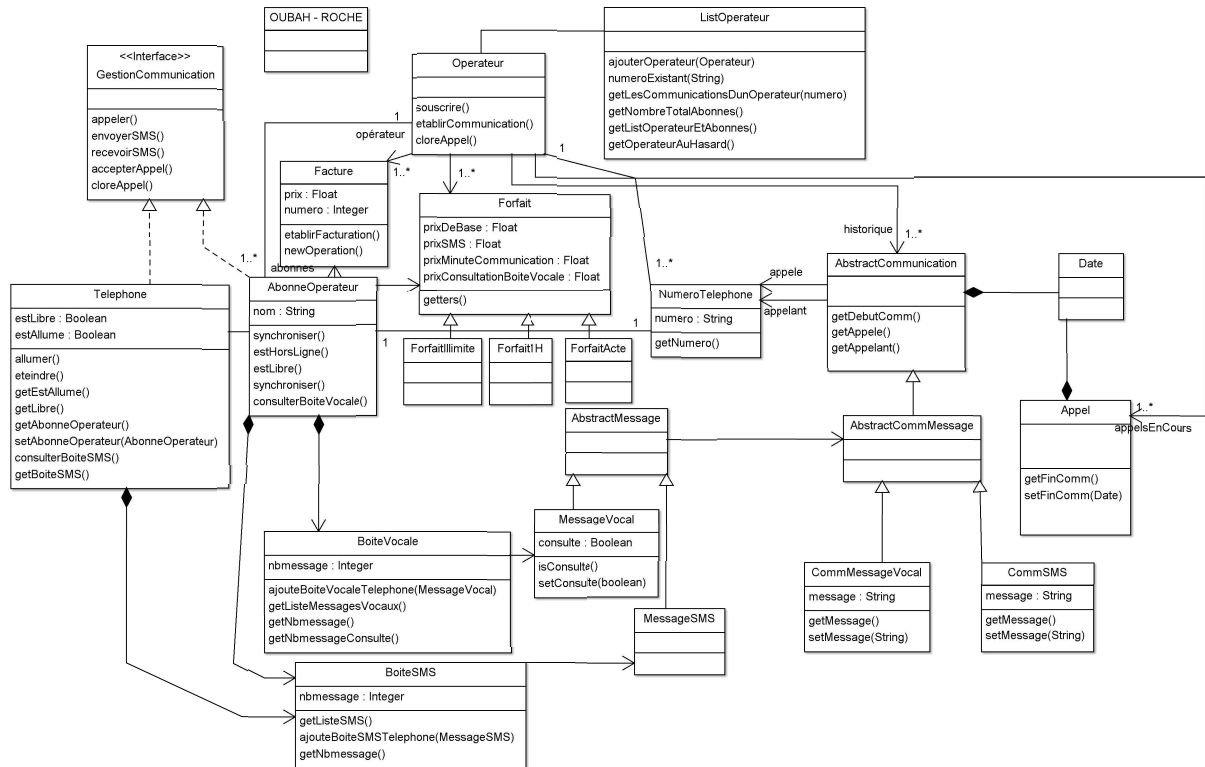 OUBAH - ROCHE
ListOperateur
ajouterOperateur(Operateur)
numeroExistant(String)
getLesCommunicationsDunOperateur(numero)
getNombreTotalAbonnes()
getListOperateurEtAbonnes()
getOperateurAuHasard()
<<Interface>>
GestionCommunication
appeler()
envoyerSMS()
recevoirSMS()
accepterAppel()
cloreAppel()
Operateur
souscrire()
etablirCommunication()
cloreAppel()
1
opérateur
1
Facture
prix : Float
numero : Integer
etablirFacturation()
newOperation()
1..*
1..*
Forfait
prixDeBase : Float
prixSMS : Float
prixMinuteCommunication : Float
prixConsultationBoiteVocale : Float
getters()
historique
1..*
1..*
abonnes
1..*
AbonneOperateur
nom : String
synchroniser()
estHorsLigne()
estLibre()
synchroniser()
consulterBoiteVocale()
Telephone
estLibre : Boolean
estAllume : Boolean
allumer()
eteindre()
getEstAllume()
getLibre()
getAbonneOperateur()
setAbonneOperateur(AbonneOperateur)
consulterBoiteSMS()
getBoiteSMS()
1
1
NumeroTelephone
numero : String
getNumero()
appele
appelant
AbstractCommunication
getDebutComm()
getAppele()
getAppelant()
Date
ForfaitIllimite
Forfait1H
ForfaitActe
AbstractMessage
AbstractCommMessage
Appel
getFinComm()
setFinComm(Date)
1..*
appelsEnCours
BoiteVocale
nbmessage : Integer
ajouteBoiteVocaleTelephone(MessageVocal)
getListeMessagesVocaux()
getNbmessage()
getNbmessageConsulte()
MessageVocal
consulte : Boolean
isConsulte()
setConsulte(boolean)
CommMessageVocal
message : String
getMessage()
setMessage(String)
CommSMS
message : String
getMessage()
setMessage(String)
MessageSMS
BoiteSMS
nbmessage : Integer
getListeSMS()
ajouteBoiteSMSTelephone(MessageSMS)
getNbmessage()